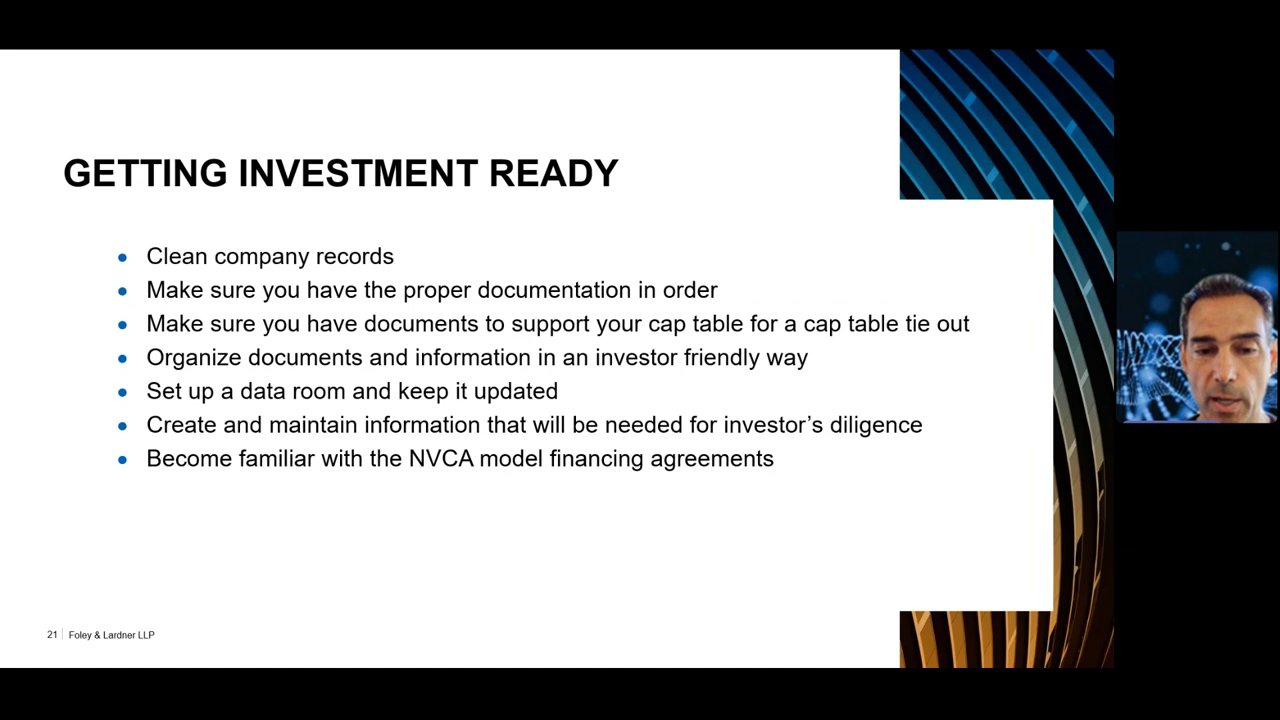 GETTING INVESTMENT READY
• Clean company records
• Make sure you have the proper documentation in order
• Make sure you have documents to support your cap table for a cap table tie out
• Organize documents and information in an investor friendly way
• Set up a data room and keep it updated
• Create and maintain information that will be needed for investor’s diligence
• Become familiar with the NVCA model financing agreements
21 | Foley & Lardner LLP